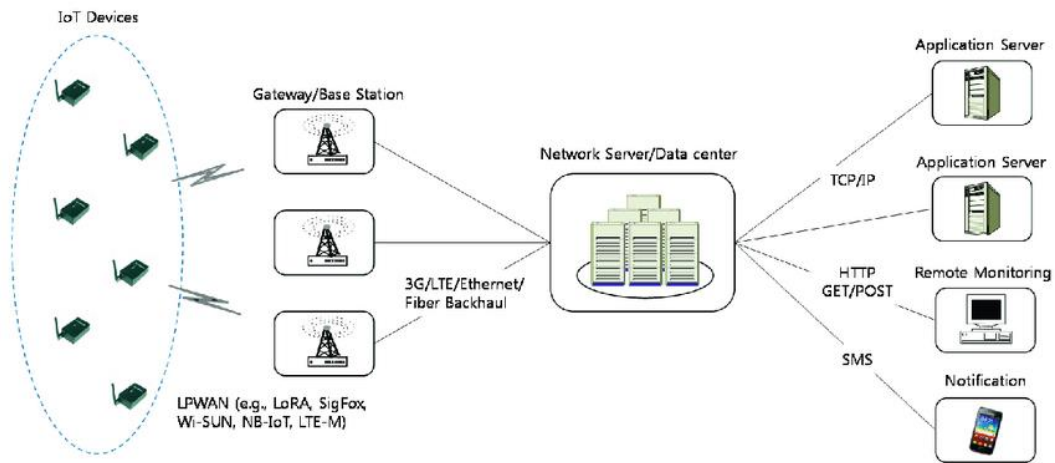 IoT Devices
Gateway/Base Station
3G/LTE/Ethernet/
Fiber Backhaul
LPWAN (e.g., LoRA, SigFox,
Wi-SUN, NB-IoT, LTE-M)
Network Server/Data center
TCP/IP
HTTP
GET/POST
SMS
Application Server
Application Server
Remote Monitoring
Notification